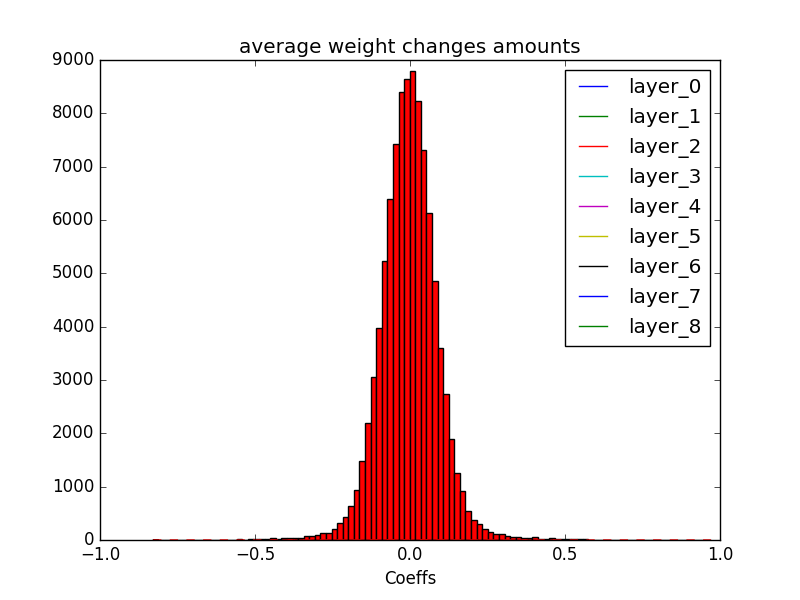 average weight changes amounts
9000
8000
7000
6000
5000
4000
3000
2000
1000
0
−1.0
−0.5
0.0
0.5
1.0
Coeffs
layer_0
layer_1
layer_2
layer_3
layer_4
layer_5
layer_6
layer_7
layer_8